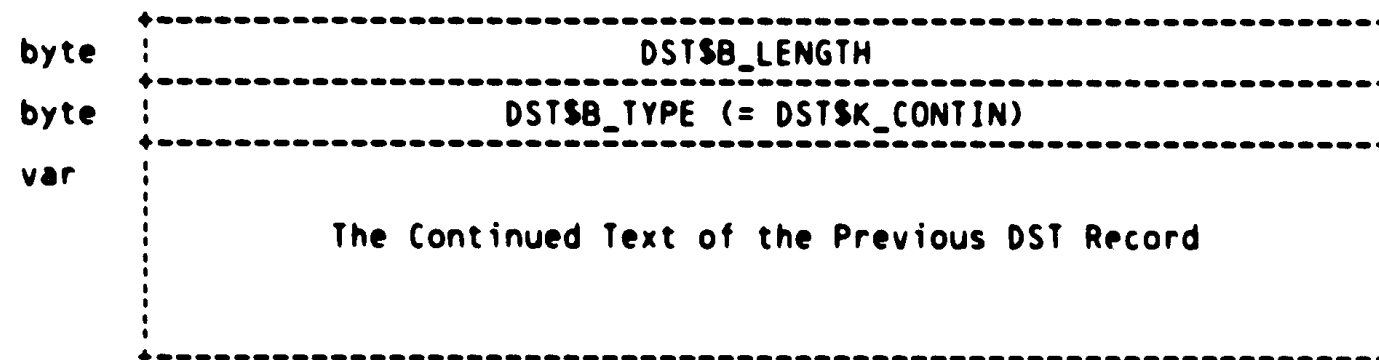 byte DST$B_LENGTH
byte DST$B_TYPE (= DST$K_CONTIN)
var
The Continued Text of the Previous DST Record